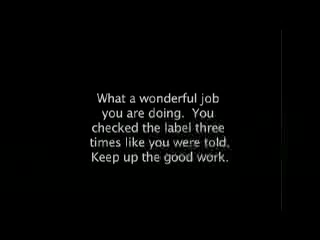 What a wonderful job
you are doing. You
checked the label three
times like you were told.
Keep up the good work.